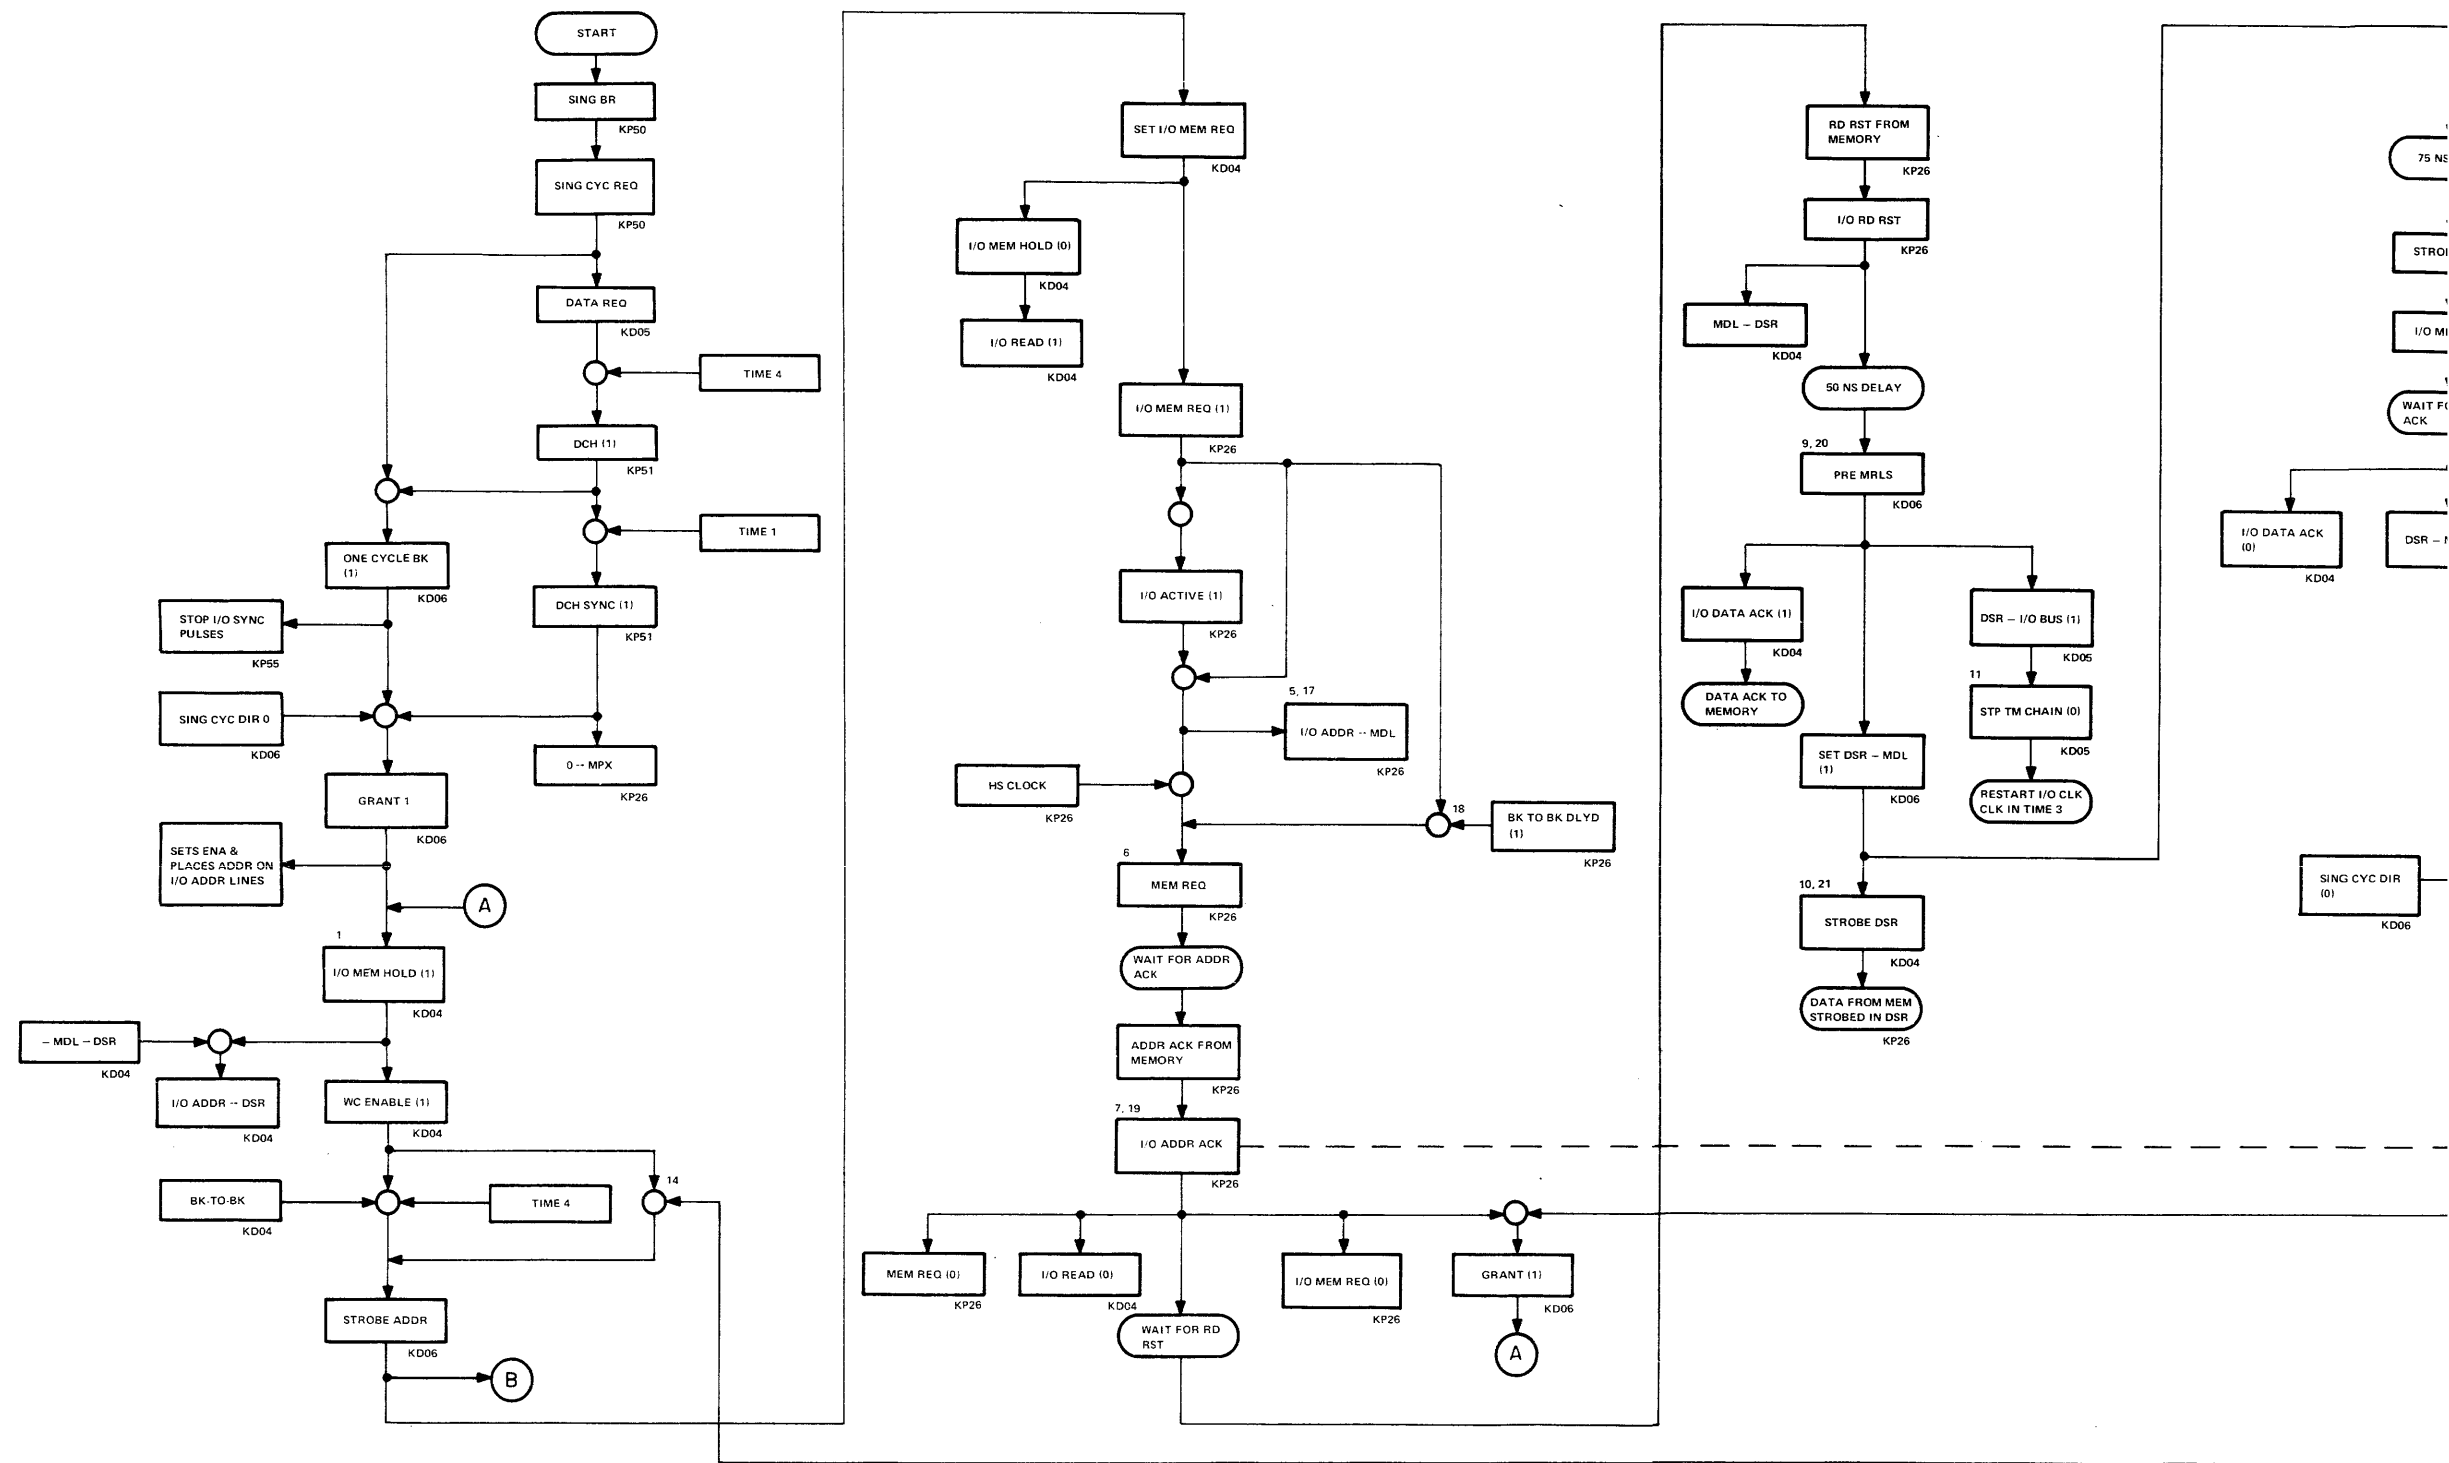 START
SING BR
KP50
SING CYC REQ
KP50
DATA REQ
KD05
TIME 4
DCH (1)
KP51
TIME 1
ONE CYCLE BK
(1)
KD06
DCH SYNC (1)
KP51
STOP I/O SYNC
PULSES
KP55
SING CYC DIR 0
KD06
0 -- MPX
KP26
GRANT 1
KD06
SETS ENA &
PLACES ADDR ON
I/O ADDR LINES
A
1
I/O MEM HOLD (1)
KD04
– MDL – DSR
KD04
I/O ADDR -- DSR
KD04
WC ENABLE (1)
KD04
BK-TO-BK
KD04
TIME 4
14
STROBE ADDR
KD06
B
SET I/O MEM REQ
KD04
I/O MEM HOLD (0)
KD04
I/O READ (1)
KD04
I/O MEM REQ (1)
KP26
I/O ACTIVE (1)
KP26
5, 17
I/O ADDR -- MDL
KP26
HS CLOCK
KP26
18
BK TO BK DLYD
(1)
KP26
6
MEM REQ
KP26
WAIT FOR ADDR
ACK
ADDR ACK FROM
MEMORY
KP26
7, 19
I/O ADDR ACK
KP26
MEM REQ (0)
KP26
I/O READ (0)
KD04
I/O MEM REQ (0)
KP26
GRANT (1)
KD06
WAIT FOR RD
RST
A
RD RST FROM
MEMORY
KP26
I/O RD RST
KP26
MDL – DSR
KD04
50 NS DELAY
9, 20
PRE MRLS
KD06
I/O DATA ACK (1)
KD04
DATA ACK TO
MEMORY
DSR – I/O BUS (1)
KD05
11
STP TM CHAIN (0)
KD05
RESTART I/O CLK
CLK IN TIME 3
SET DSR – MDL
(1)
KD06
10, 21
STROBE DSR
KD04
DATA FROM MEM
STROBED IN DSR
KP26
75 NS
I/O
WAIT
ACK
I/O DATA ACK
(0)
KD04
DSR –
SING CYC DIR
(0)
KD06